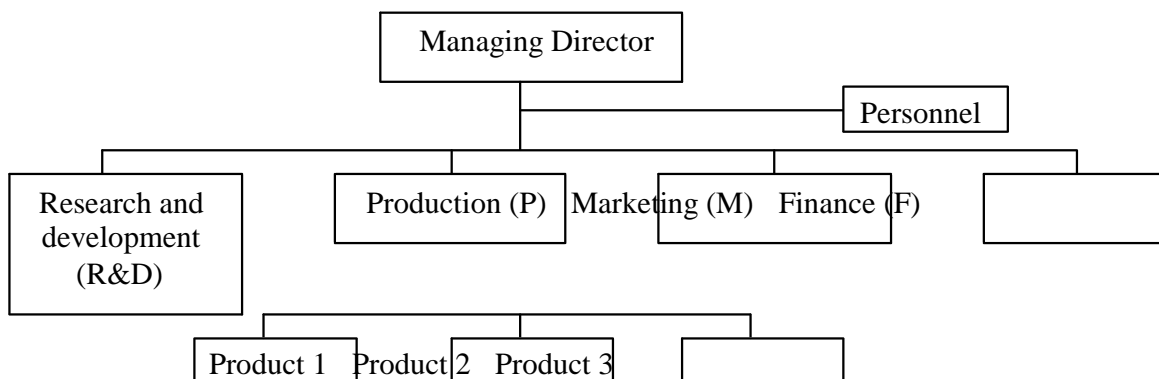 Managing Director
Personnel
Research and
development
(R&D)
Production (P) Marketing (M) Finance (F)
Product 1 Product 2 Product 3